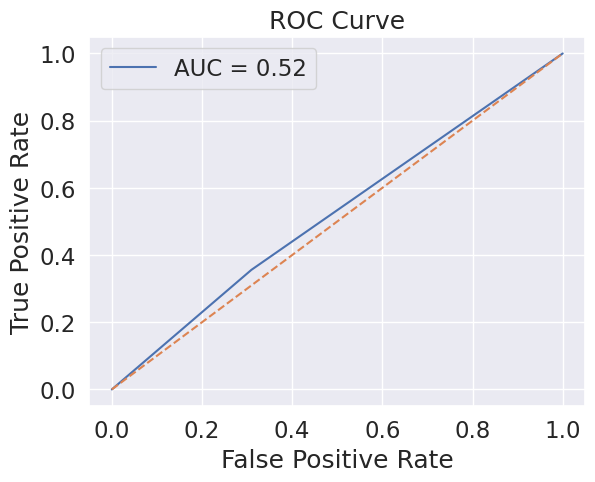 ROC Curve
AUC = 0.52
True Positive Rate
1.0
0.8
0.6
0.4
0.2
0.0
0.0 0.2 0.4 0.6 0.8 1.0
False Positive Rate